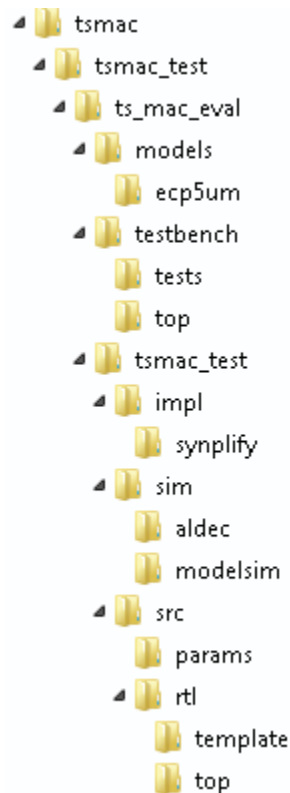 tsmac
tsmac_test
ts_mac_eval
models
ecp5um
testbench
tests
top
tsmac_test
impl
synplify
sim
aldec
modelsim
src
params
rtl
template
top